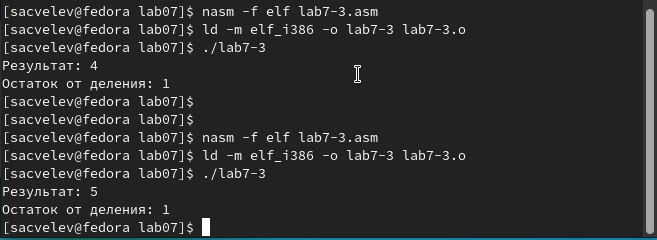 [sacvelev@fedora lab07]$ nasm -f elf lab7-3.asm
[sacvelev@fedora lab07]$ ld -m elf_i386 -o lab7-3 lab7-3.o
[sacvelev@fedora lab07]$ ./lab7-3
Результат: 4
Остаток от деления: 1
[sacvelev@fedora lab07]$
[sacvelev@fedora lab07]$
[sacvelev@fedora lab07]$ nasm -f elf lab7-3.asm
[sacvelev@fedora lab07]$ ld -m elf_i386 -o lab7-3 lab7-3.o
[sacvelev@fedora lab07]$ ./lab7-3
Результат: 5
Остаток от деления: 1
[sacvelev@fedora lab07]$